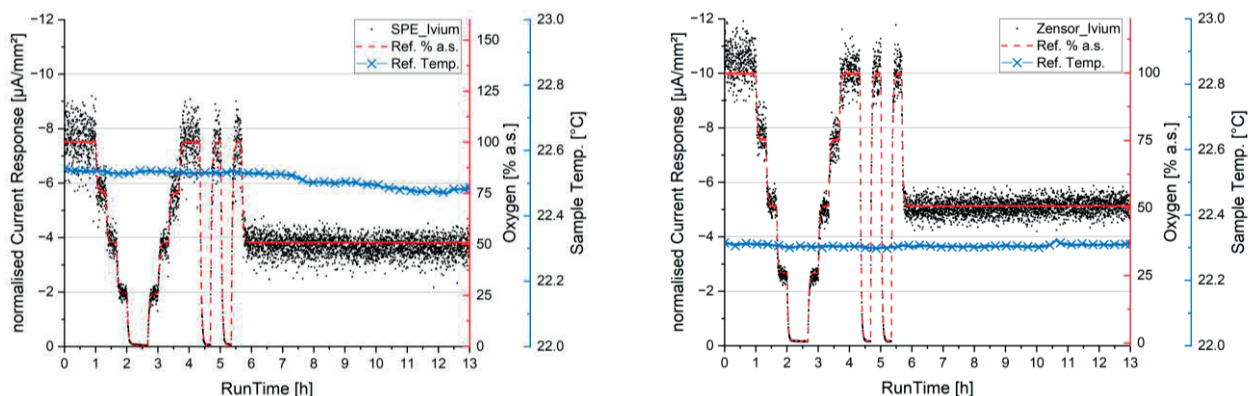 −12
−10
−8
−6
−4
−2
0
normalised Current Response [µA/mm²]
SPE_Ivium
Ref. % a.s.
Ref. Temp.
150
125
100
75
50
25
0
Oxygen [% a.s.]
23.0
22.8
22.6
22.4
22.2
22.0
Sample Temp. [°C]
0 1 2 3 4 5 6 7 8 9 10 11 12 13
RunTime [h]
−12
−10
−8
−6
−4
−2
0
normalised Current Response [µA/mm²]
Zensor_Ivium
Ref. % a.s.
Ref. Temp.
100
75
50
25
0
Oxygen [% a.s.]
23.0
22.8
22.6
22.4
22.2
22.0
Sample Temp. [°C]
0 1 2 3 4 5 6 7 8 9 10 11 12 13
RunTime [h]